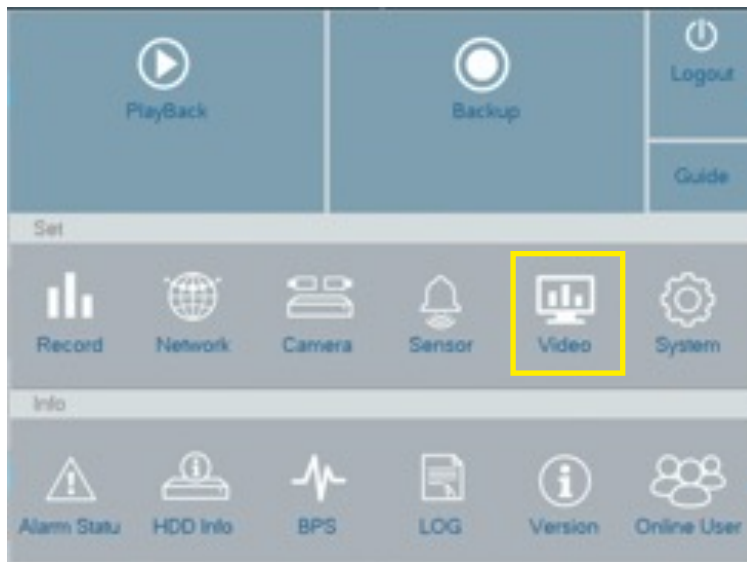 PlayBack
Backup
Logout
Guide
Set
Record
Network
Camera
Sensor
Video
System
Info
Alarm Statu
HDD Info
BPS
LOG
Version
Online User